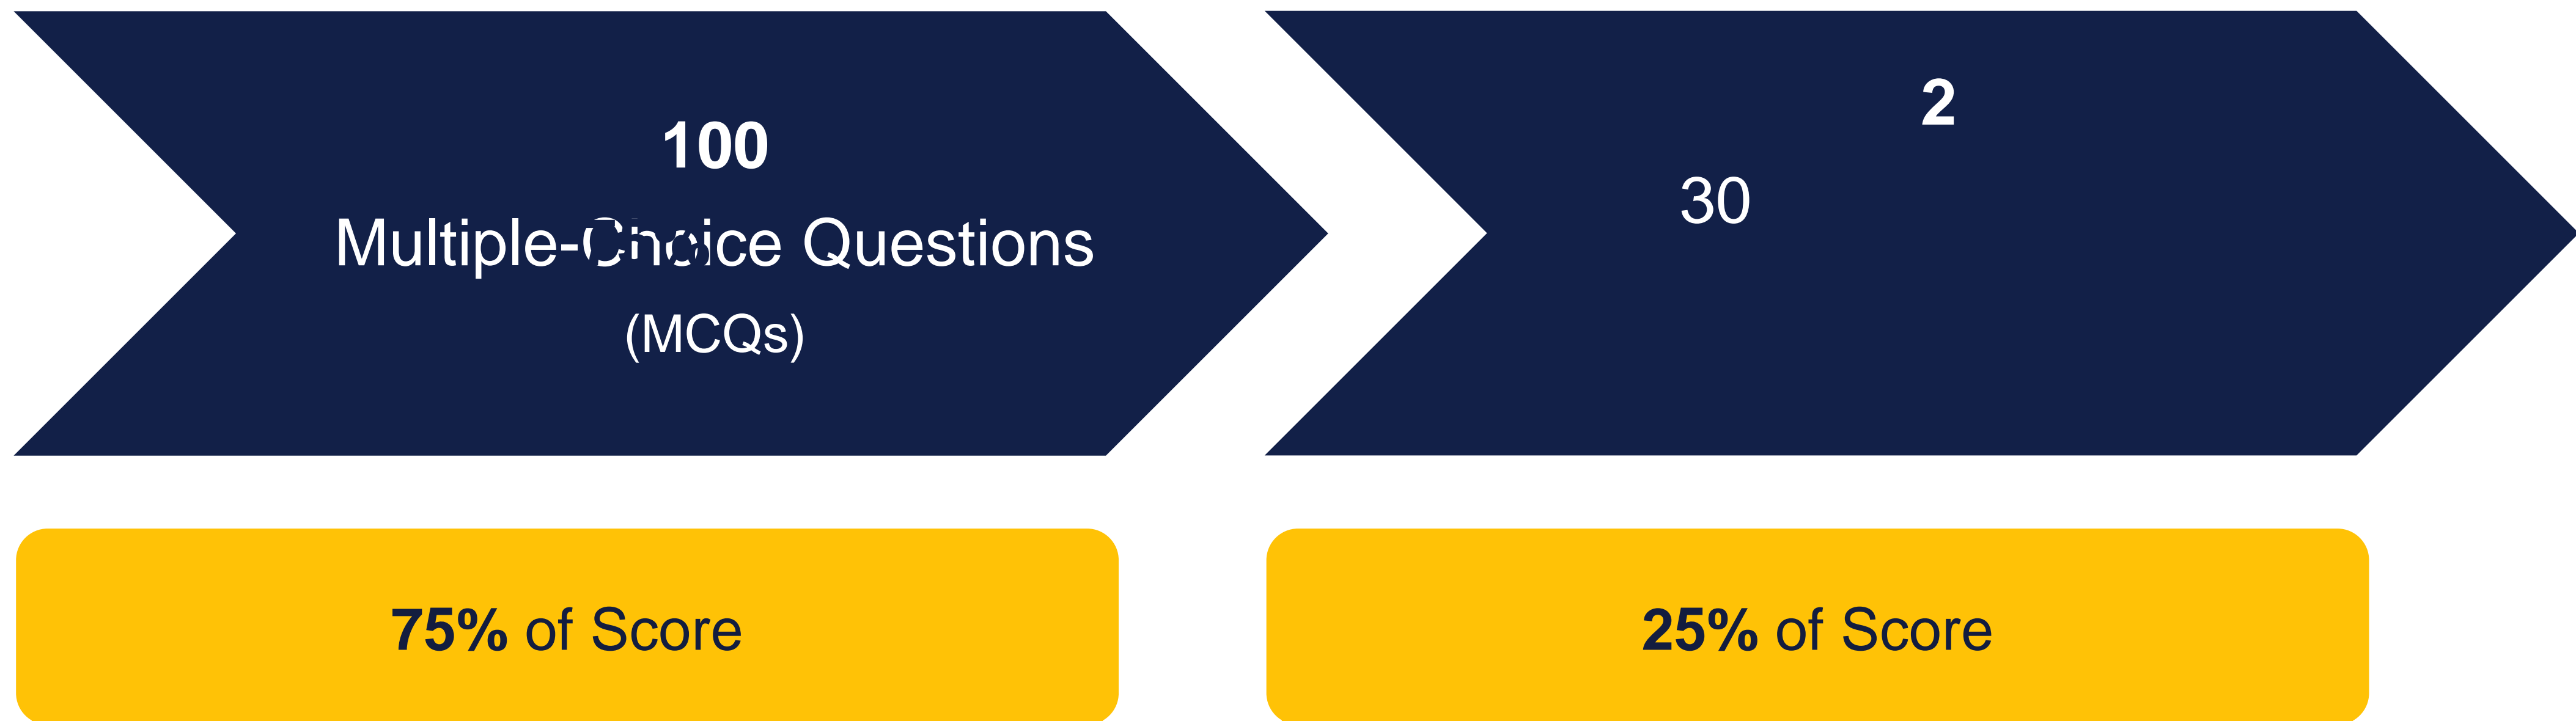 100
Multiple-Choice Questions
(MCQs)
2
30
75% of Score
25% of Score